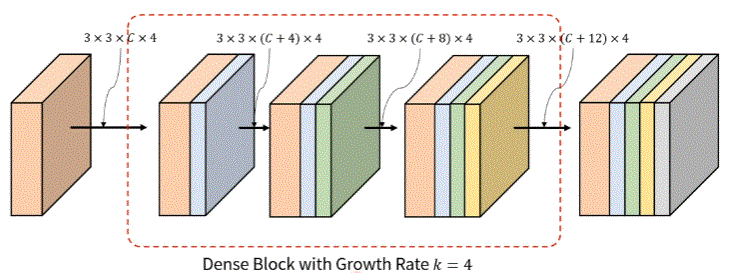 3 × 3 × C × 4
3 × 3 × (C + 4) × 4
3 × 3 × (C + 8) × 4
3 × 3 × (C + 12) × 4
Dense Block with Growth Rate k = 4